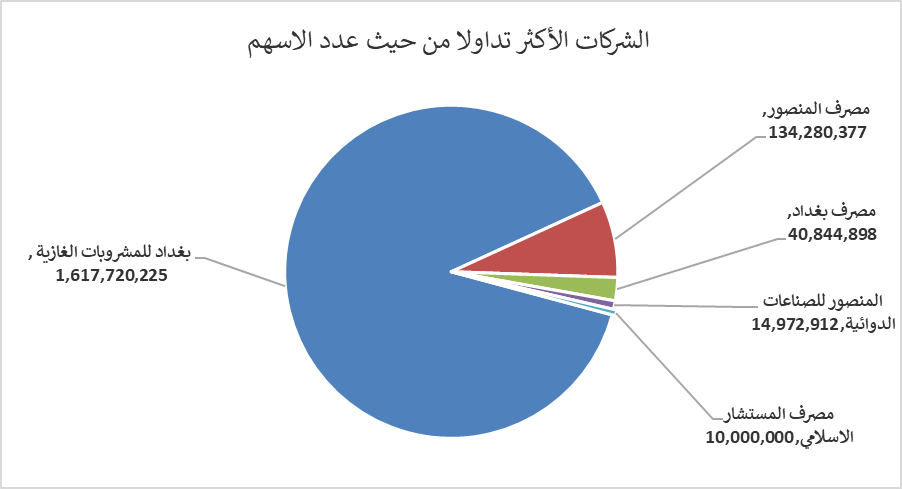 الشركات الأكثر تداولا من حيث عدد الاسهم
مصرف المنصور,
134,280,377
مصرف بغداد,
40,844,898
المنصور للصناعات
الدوائية,14,972,912
مصرف المستشار
الاسلامي,10,000,000
بغداد للمشروبات الغازية ,
1,617,720,225